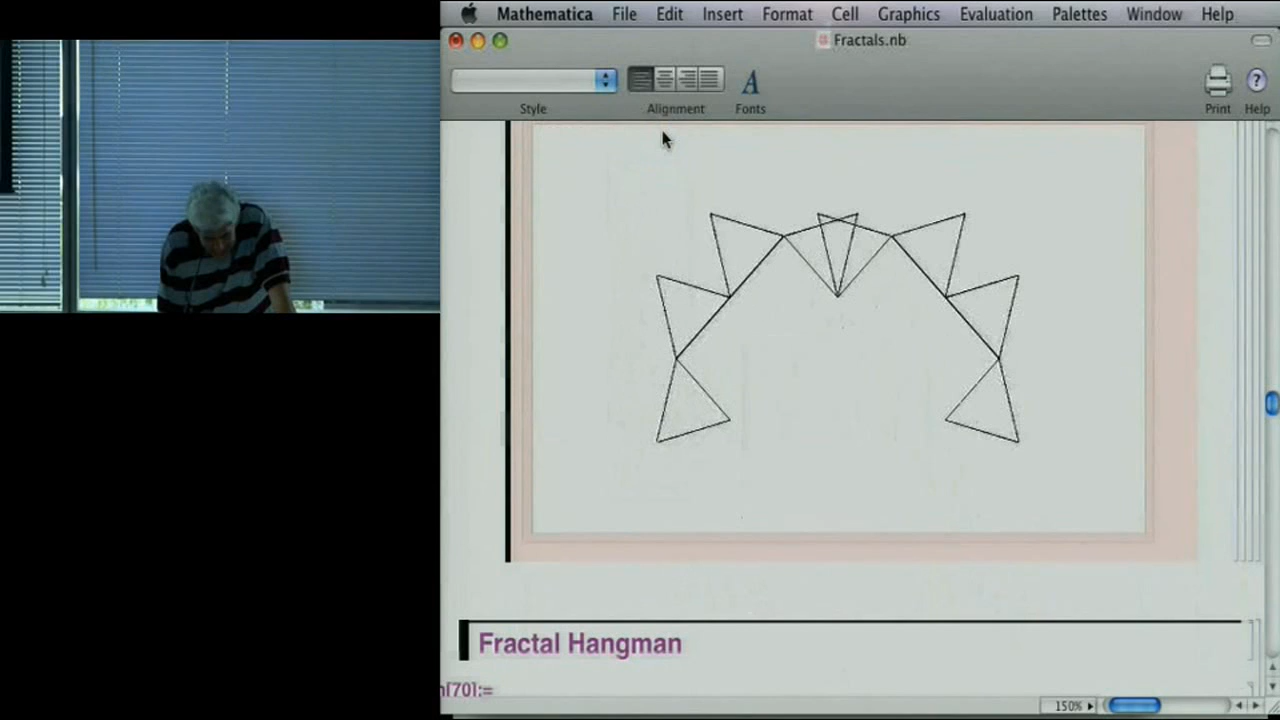 Mathematica File Edit Insert Format Cell Graphics Evaluation Palettes Window Help
Fractals.nb
Style Alignment Fonts Print Help
Fractal Hangman
n[70]:=
150%